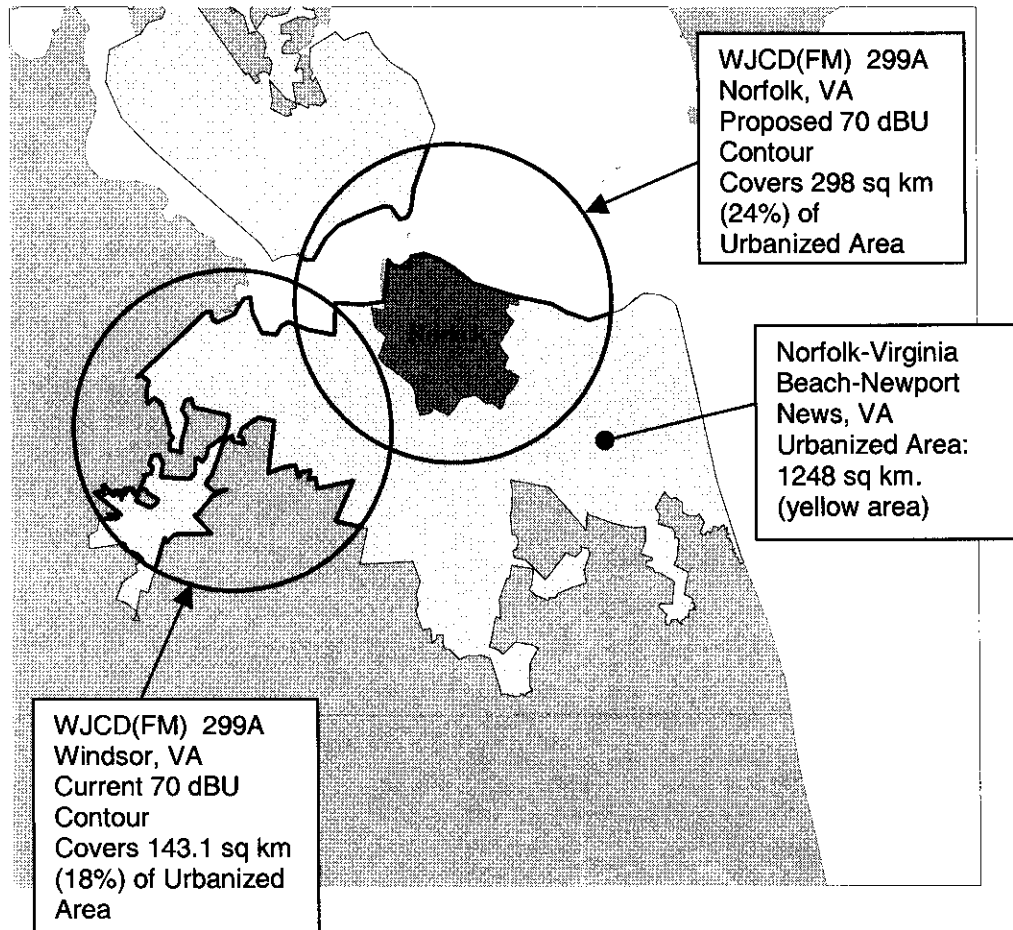 WJCD(FM) 299A
Norfolk, VA
Proposed 70 dBU
Contour
Covers 298 sq km
(24%) of
Urbanized Area
Norfolk
Norfolk-Virginia
Beach-Newport
News, VA
Urbanized Area:
1248 sq km.
(yellow area)
WJCD(FM) 299A
Windsor, VA
Current 70 dBU
Contour
Covers 143.1 sq km
(18%) of Urbanized
Area